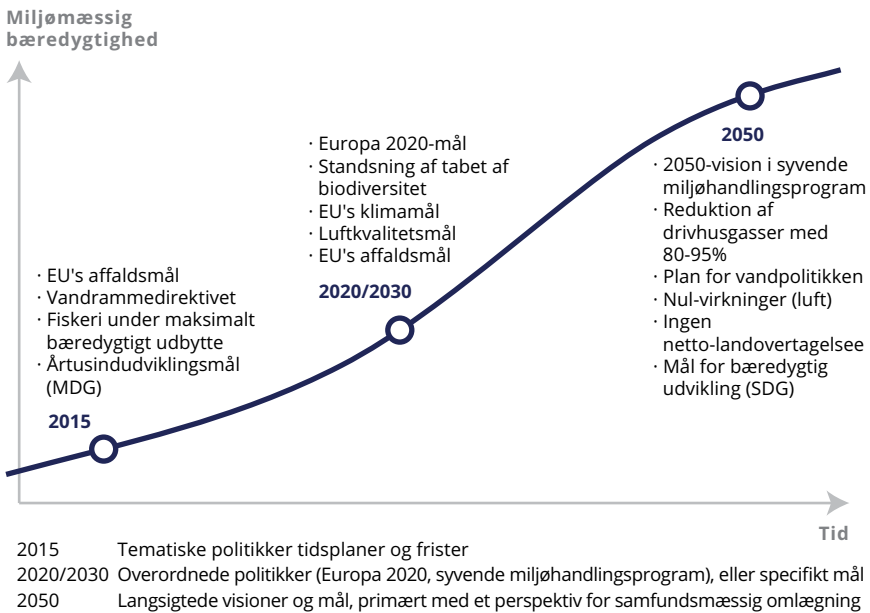 Miljømæssig
bæredygtighed
· EU's affaldsmål
· Vandrammedirektivet
· Fiskeri under maksimalt
bæredygtigt udbytte
· Årtusindudviklingsmål
(MDG)
2015
· Europa 2020-mål
· Standsning af tabet af
biodiversitet
· EU's klimamål
· Luftkvalitetsmål
· EU's affaldsmål
2020/2030
2050
· 2050-vision i syvende
miljøhandlingsprogram
· Reduktion af
drivhusgasser med
80-95%
· Plan for vandpolitikken
· Nul-virkninger (luft)
· Ingen
netto-landovertagelsee
· Mål for bæredygtig
udvikling (SDG)
Tid
2015 Tematiske politikker tidsplaner og frister
2020/2030 Overordnede politikker (Europa 2020, syvende miljøhandlingsprogram), eller specifikt mål
2050 Langsigtede visioner og mål, primært med et perspektiv for samfundsmæssig omlægning